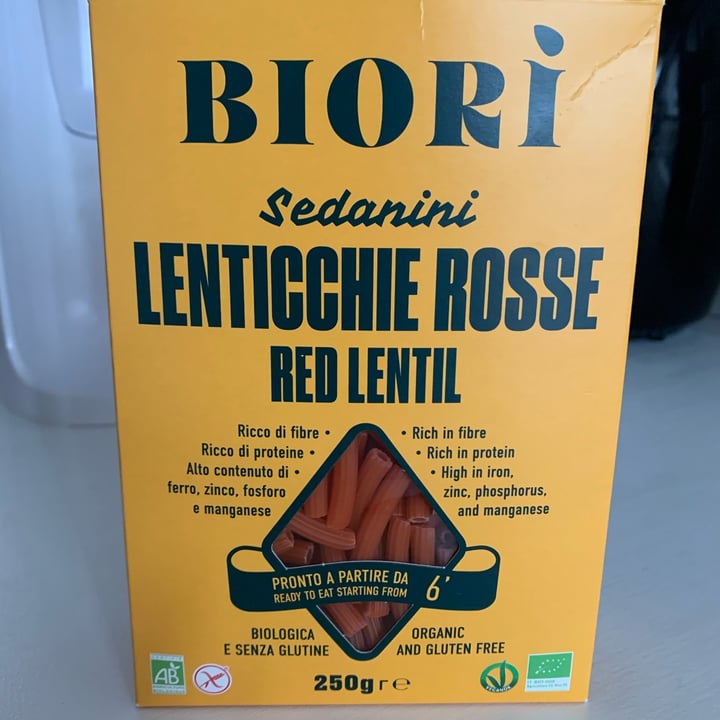 BIORÌ
Sedanini
LENTICCHIE ROSSE
RED LENTIL
Ricco di fibre •
Ricco di proteine •
Alto contenuto di •
ferro, zinco, fosforo
e manganese
• Rich in fibre
• Rich in protein
• High in iron,
zinc, phosphorus,
and manganese
PRONTO A PARTIRE DA
READY TO EAT STARTING FROM
6'
BIOLOGICA
E SENZA GLUTINE
ORGANIC
AND GLUTEN FREE
AB
250g r e
VEGANOK